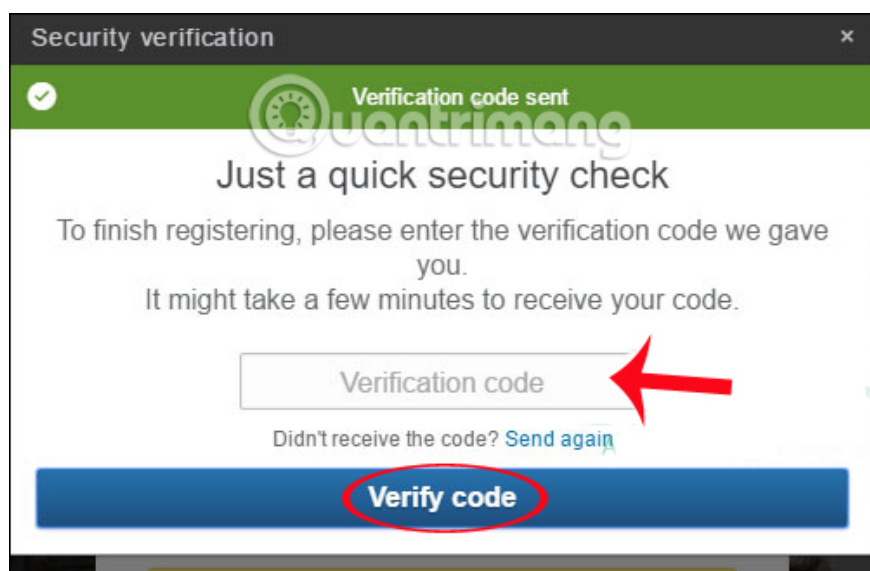 Security verification ×
Verification code sent
Quantrimang
Just a quick security check
To finish registering, please enter the verification code we gave
you.
It might take a few minutes to receive your code.
Verification code
Didn't receive the code? Send again
Verify code